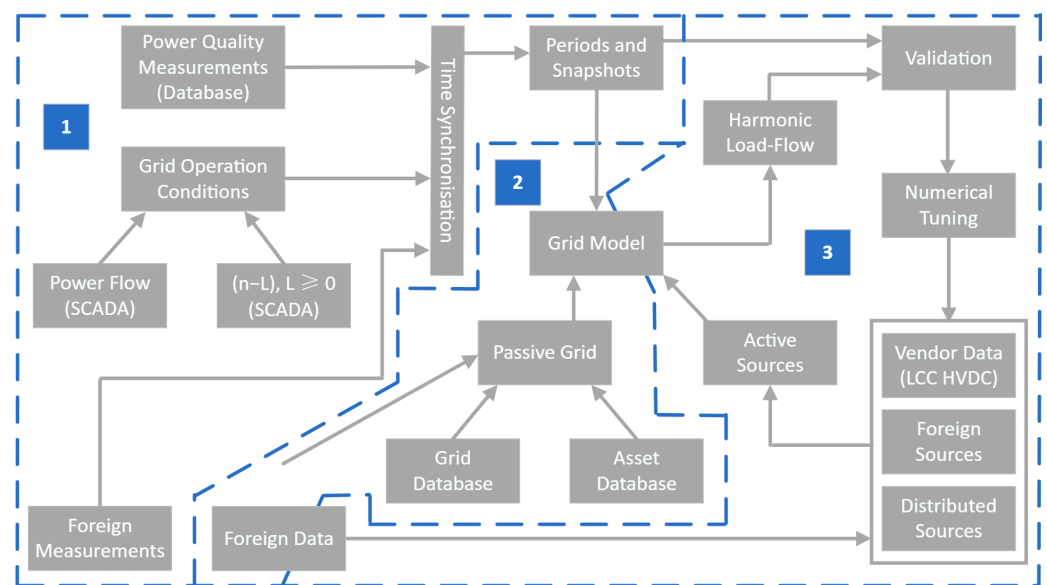 Power Quality
Measurements
(Database)
Time Synchronisation
Periods and
Snapshots
Validation
1
Harmonic
Load-Flow
Grid Operation
Conditions
2
Numerical
Tuning
Grid Model
3
Power Flow
(SCADA)
(n−L), L ⩾ 0
(SCADA)
Passive Grid
Active
Sources
Vendor Data
(LCC HVDC)
Foreign
Sources
Distributed
Sources
Grid
Database
Asset
Database
Foreign
Measurements
Foreign Data